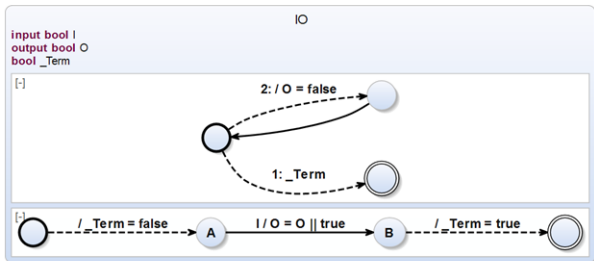 IO
input bool I
output bool O
bool _Term
[-]
2: / O = false
1: _Term
[-]
/ _Term = false
A
I / O = O || true
B
/ _Term = true